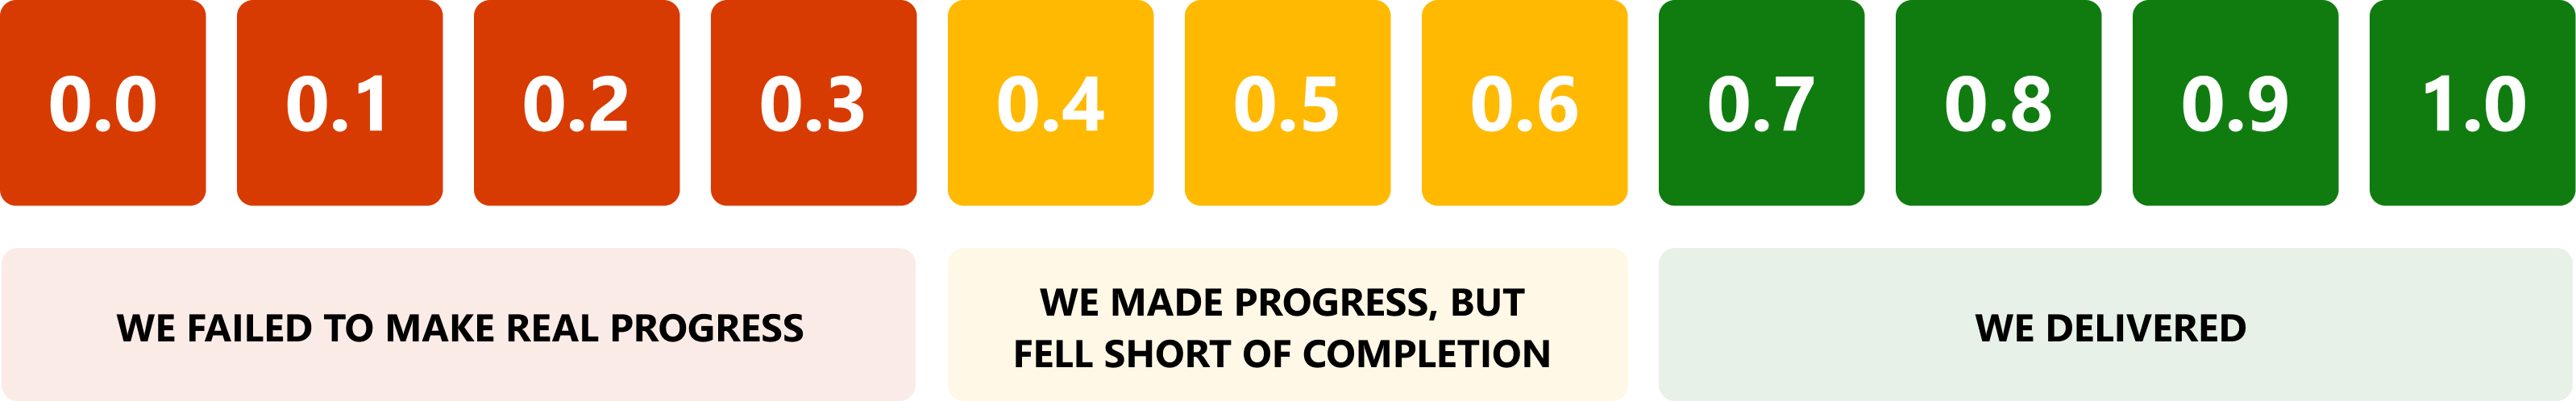 0.0 0.1 0.2 0.3 0.4 0.5 0.6 0.7 0.8 0.9 1.0
WE FAILED TO MAKE REAL PROGRESS
WE MADE PROGRESS, BUT
FELL SHORT OF COMPLETION
WE DELIVERED